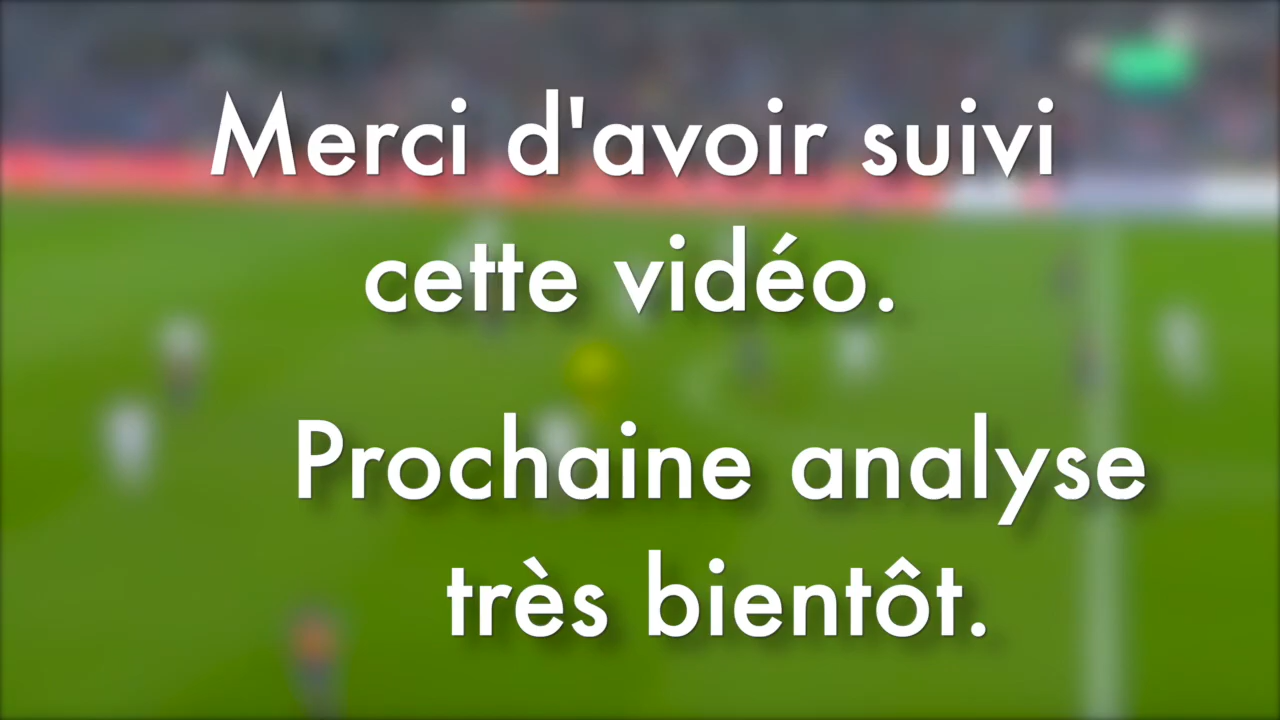 Merci d'avoir suivi
cette vidéo.
Prochaine analyse
très bientôt.